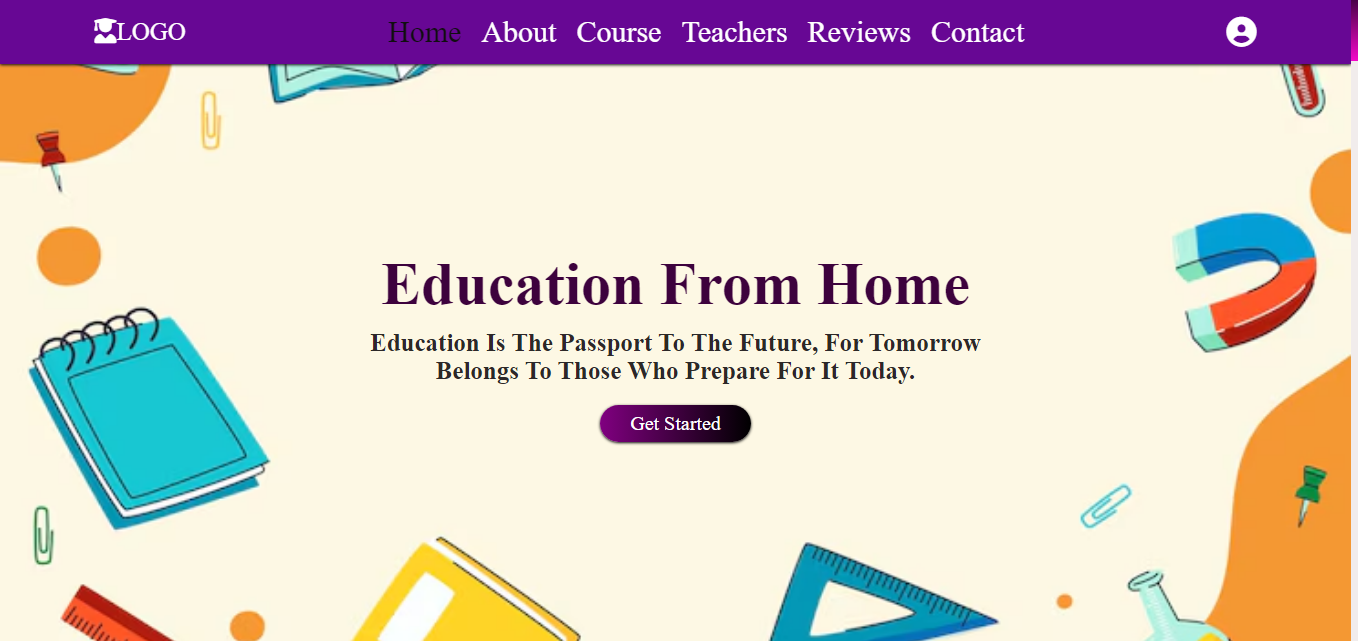 LOGO
Home About Course Teachers Reviews Contact
Education From Home
Education Is The Passport To The Future, For Tomorrow
Belongs To Those Who Prepare For It Today.
Get Started